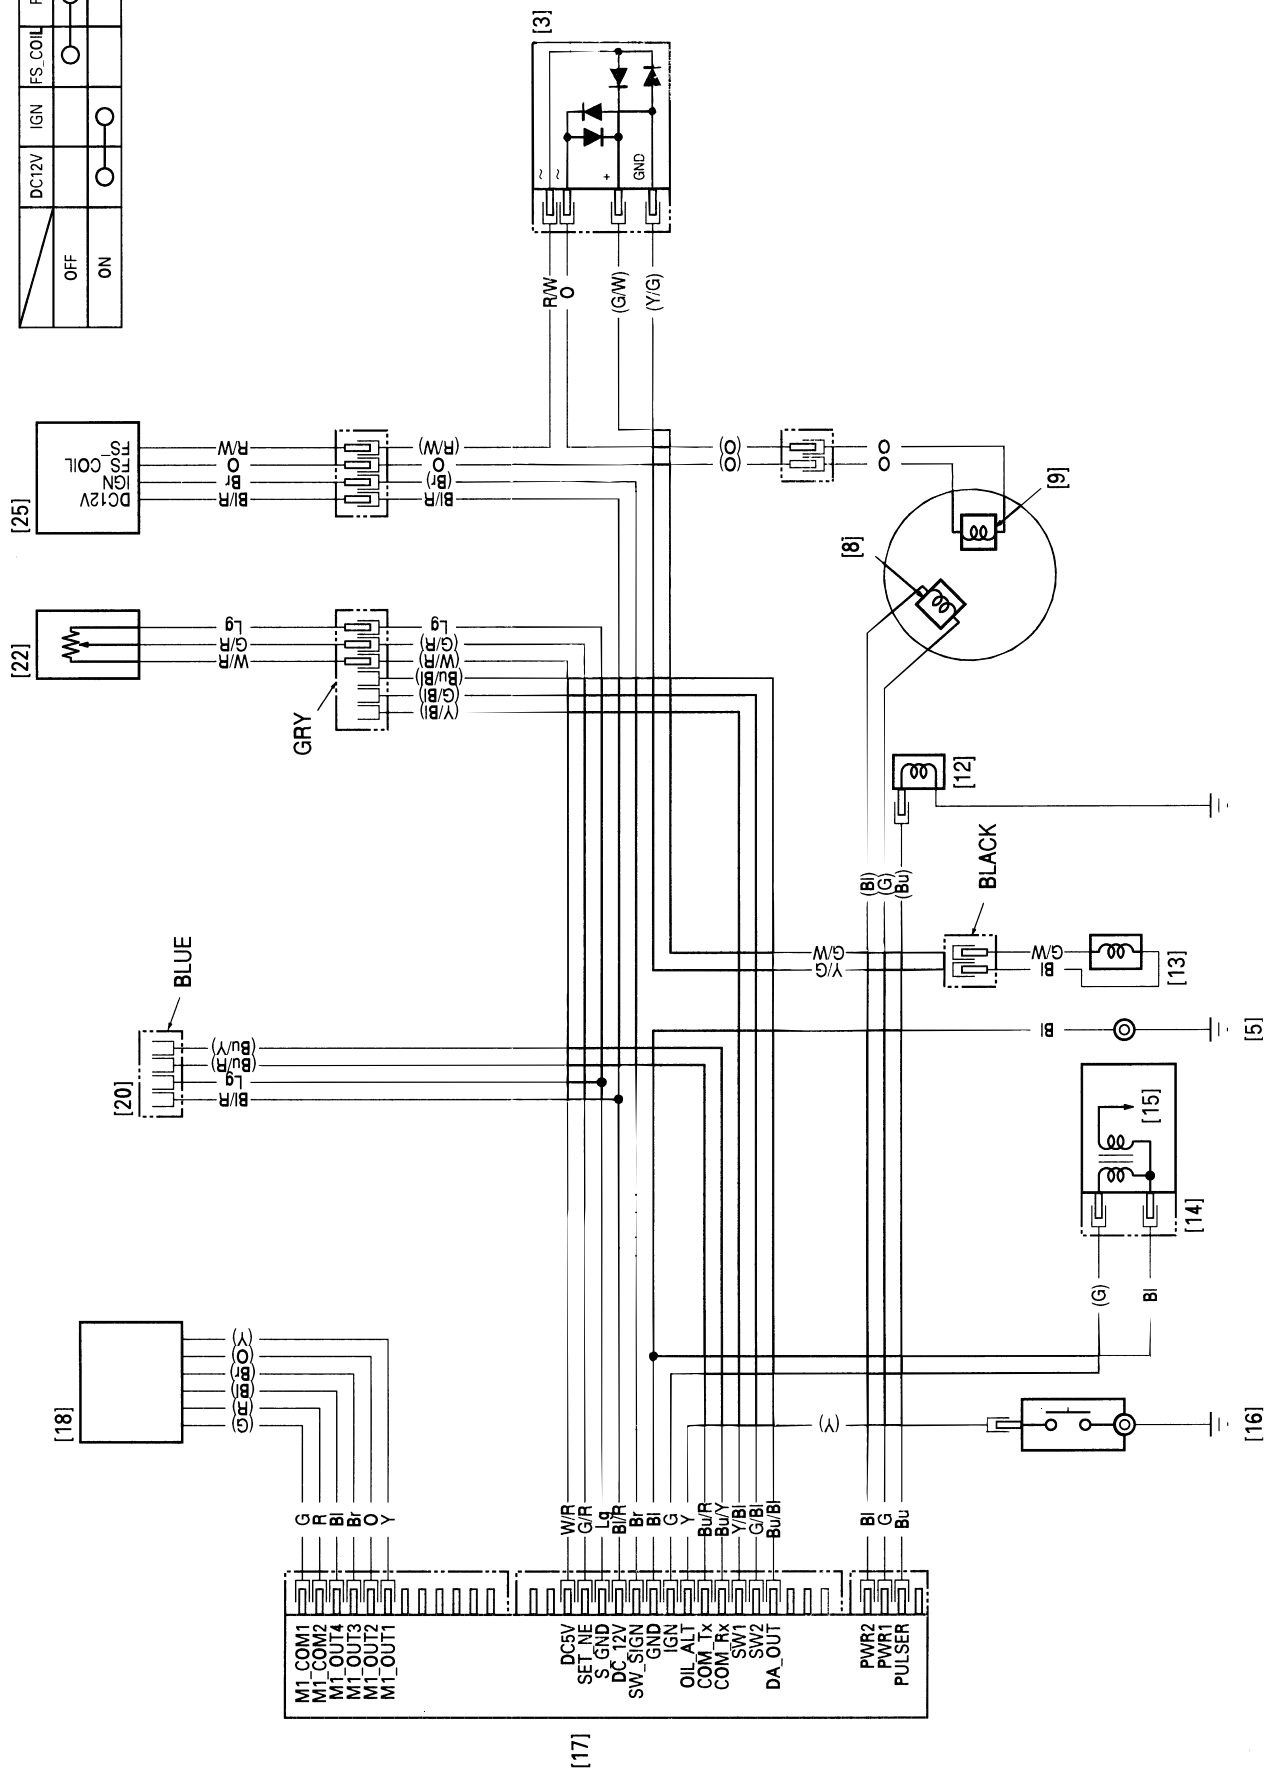 DC12V IGN FS_COIL F
OFF
ON
[3]
~
~
+
GND
R/W
O
(G/W)
(Y/G)
[25]
FS_
FS COIL
IGN
DC12V
R/W
O
Br
Bl/R
(R/W)
O
(Br)
Bl/R
(O)
(O)
O
O
[9]
[8]
[22]
Lg
G/R
W/R
GRY
Lg
(G/R)
(W/R)
(Bu/Bl)
(G/Bl)
(Y/Bl)
[12]
BLACK
(Bl)
(G)
(Bu)
G/W
Y/G
G/W
Bl
[13]
BLUE
[20]
(Bu/Y)
(Bu/R)
Lg
Bl/R
Bl
[5]
[15]
[14]
(G)
Bl
[18]
(Y)
(O)
(Br)
(Bl)
(R)
(G)
(Y)
[16]
G
R
Bl
Br
O
Y
W/R
G/R
Lg
Bl/R
Br
Bl
G
Y
Bu/R
Bu/Y
Y/Bl
G/Bl
Bu/Bl
Bl
G
Bu
M1_COM1
M1_COM2
M1_OUT4
M1_OUT3
M1_OUT2
M1_OUT1
DC5V
SET_NE
S_GND
DC_12V
SW_SIGN
GND
IGN
OIL_ALT
COM_Tx
COM_Rx
SW1
SW2
DA_OUT
PWR2
PWR1
PULSER
[17]